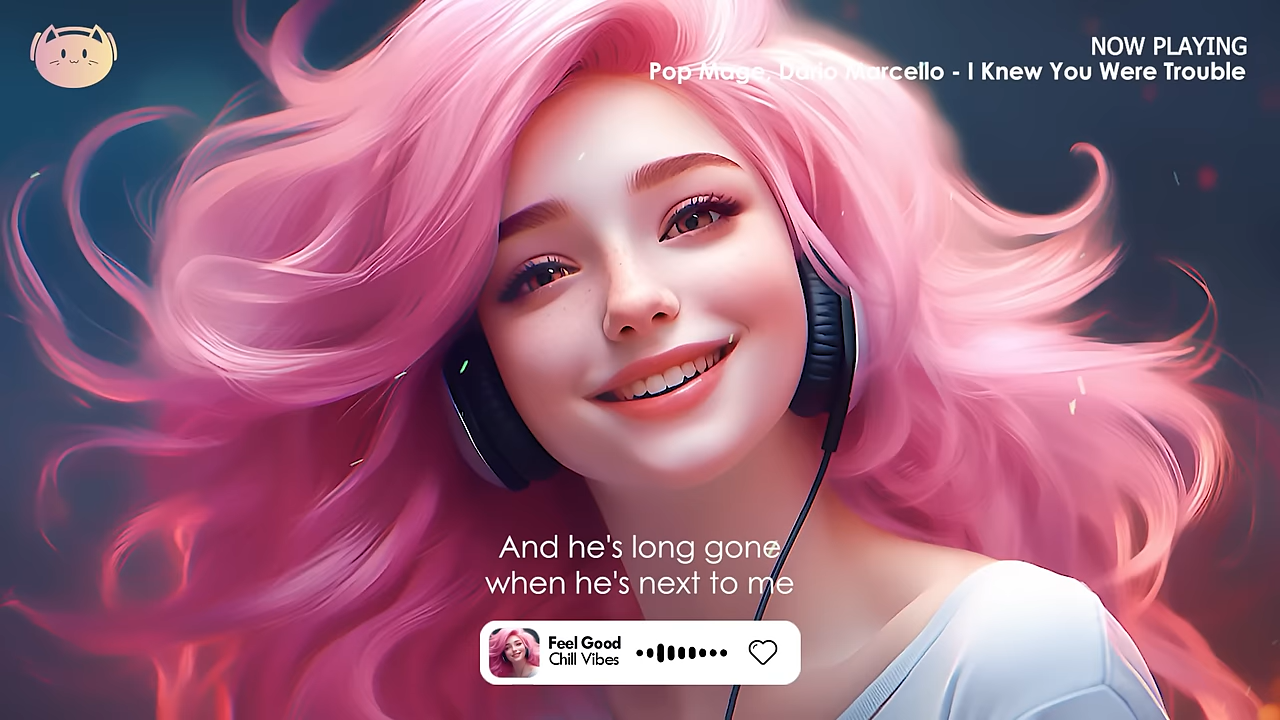 NOW PLAYING
Pop Mage, Dario Marcello - I Knew You Were Trouble
And he's long gone
when he's next to me
Feel Good
Chill Vibes